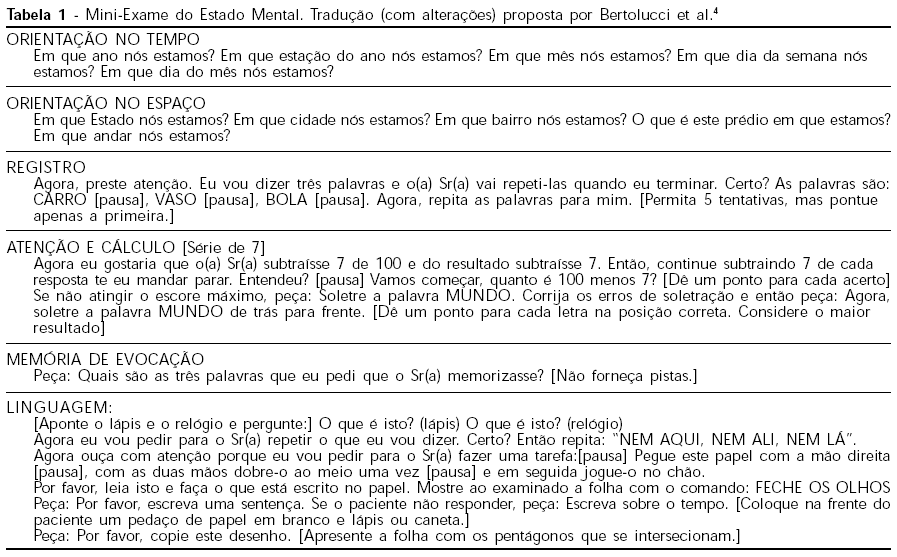 Tabela 1 - Mini-Exame do Estado Mental. Tradução (com alterações) proposta por Bertolucci et al.⁴
ORIENTAÇÃO NO TEMPO
Em que ano nós estamos? Em que estação do ano nós estamos? Em que mês nós estamos? Em que dia da semana nós
estamos? Em que dia do mês nós estamos?
ORIENTAÇÃO NO ESPAÇO
Em que Estado nós estamos? Em que cidade nós estamos? Em que bairro nós estamos? O que é este prédio em que estamos?
Em que andar nós estamos?
REGISTRO
Agora, preste atenção. Eu vou dizer três palavras e o(a) Sr(a) vai repeti-las quando eu terminar. Certo? As palavras são:
CARRO [pausa], VASO [pausa], BOLA [pausa]. Agora, repita as palavras para mim. [Permita 5 tentativas, mas pontue
apenas a primeira.]
ATENÇÃO E CÁLCULO [Série de 7]
Agora eu gostaria que o(a) Sr(a) subtraísse 7 de 100 e do resultado subtraísse 7. Então, continue subtraindo 7 de cada
resposta te eu mandar parar. Entendeu? [pausa] Vamos começar, quanto é 100 menos 7? [Dê um ponto para cada acerto]
Se não atingir o escore máximo, peça: Soletre a palavra MUNDO. Corrija os erros de soletração e então peça: Agora,
soletre a palavra MUNDO de trás para frente. [Dê um ponto para cada letra na posição correta. Considere o maior
resultado]
MEMÓRIA DE EVOCAÇÃO
Peça: Quais são as três palavras que eu pedi que o Sr(a) memorizasse? [Não forneça pistas.]
LINGUAGEM:
[Aponte o lápis e o relógio e pergunte:] O que é isto? (lápis) O que é isto? (relógio)
Agora eu vou pedir para o Sr(a) repetir o que eu vou dizer. Certo? Então repita: “NEM AQUI, NEM ALI, NEM LÁ”.
Agora ouça com atenção porque eu vou pedir para o Sr(a) fazer uma tarefa:[pausa] Pegue este papel com a mão direita
[pausa], com as duas mãos dobre-o ao meio uma vez [pausa] e em seguida jogue-o no chão.
Por favor, leia isto e faça o que está escrito no papel. Mostre ao examinado a folha com o comando: FECHE OS OLHOS
Peça: Por favor, escreva uma sentença. Se o paciente não responder, peça: Escreva sobre o tempo. [Coloque na frente do
paciente um pedaço de papel em branco e lápis ou caneta.]
Peça: Por favor, copie este desenho. [Apresente a folha com os pentágonos que se intersecionam.]